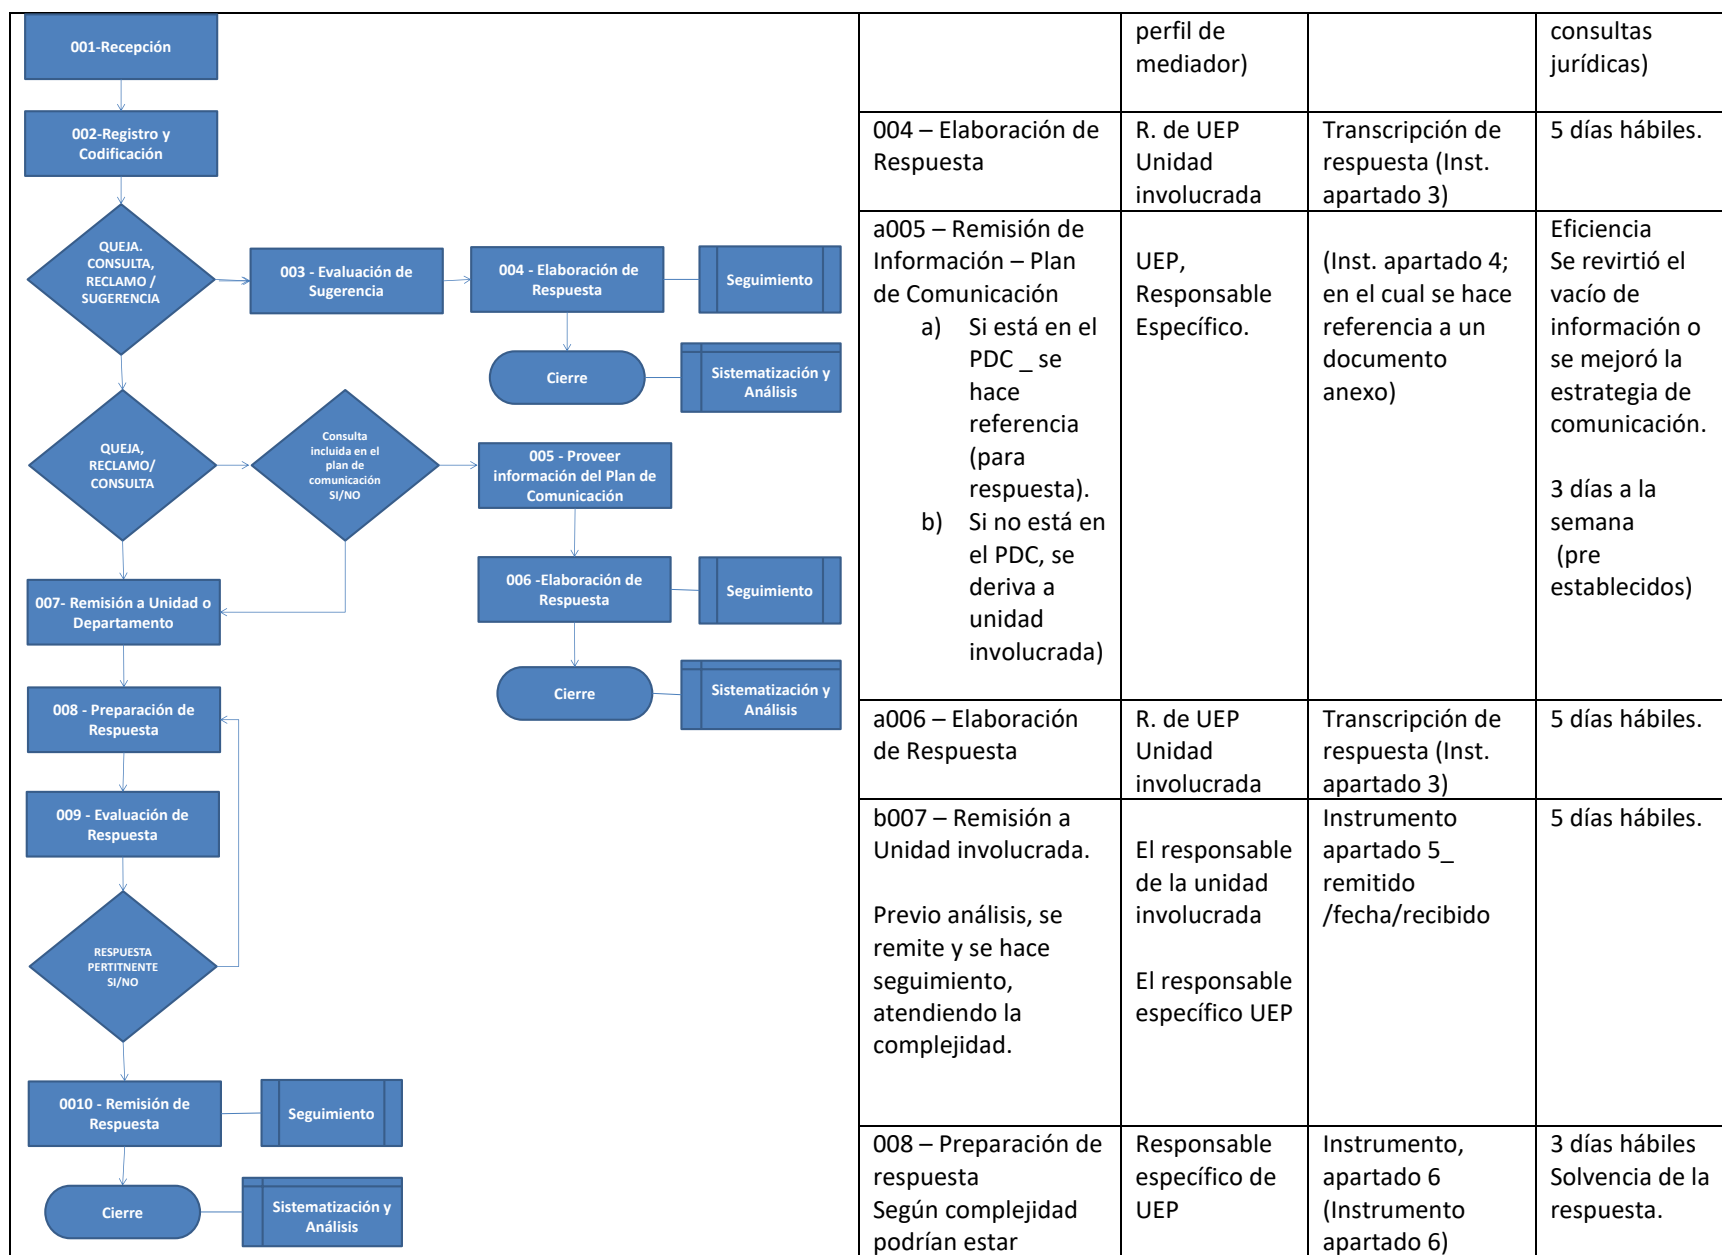 001-Recepción
002-Registro y
Codificación
QUEJA.
CONSULTA,
RECLAMO /
SUGERENCIA
003 - Evaluación de
Sugerencia
004 - Elaboración de
Respuesta
Seguimiento
Cierre
Sistematización y
Análisis
QUEJA,
RECLAMO/
CONSULTA
Consulta
incluida en el
plan de
comunicación
SI/NO
005 - Proveer
información del Plan de
Comunicación
006 -Elaboración de
Respuesta
Seguimiento
Cierre
Sistematización y
Análisis
007- Remisión a Unidad o
Departamento
008 - Preparación de
Respuesta
009 - Evaluación de
Respuesta
RESPUESTA
PERTITNENTE
SI/NO
0010 - Remisión de
Respuesta
Seguimiento
Cierre
Sistematización y
Análisis
perfil de
mediador)
consultas
jurídicas)
004 – Elaboración de
Respuesta
R. de UEP
Unidad
involucrada
Transcripción de
respuesta (Inst.
apartado 3)
5 días hábiles.
a005 – Remisión de
Información – Plan
de Comunicación
a) Si está en el
PDC _ se
hace
referencia
(para
respuesta).
b) Si no está en
el PDC, se
deriva a
unidad
involucrada)
UEP,
Responsable
Específico.
(Inst. apartado 4;
en el cual se hace
referencia a un
documento
anexo)
Eficiencia
Se revirtió el
vacío de
información o
se mejoró la
estrategia de
comunicación.
3 días a la
semana
(pre
establecidos)
a006 – Elaboración
de Respuesta
R. de UEP
Unidad
involucrada
Transcripción de
respuesta (Inst.
apartado 3)
5 días hábiles.
b007 – Remisión a
Unidad involucrada.
Previo análisis, se
remite y se hace
seguimiento,
atendiendo la
complejidad.
El responsable
de la unidad
involucrada
El responsable
específico UEP
Instrumento
apartado 5_
remitido
/fecha/recibido
5 días hábiles.
008 – Preparación de
respuesta
Según complejidad
podrían estar
Responsable
específico de
UEP
Instrumento,
apartado 6
(Instrumento
apartado 6)
3 días hábiles
Solvencia de la
respuesta.